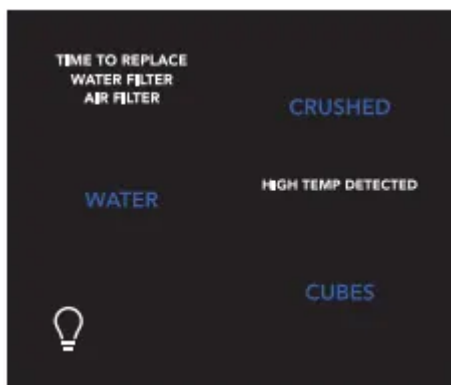 TIME TO REPLACE
WATER FILTER
AIR FILTER
CRUSHED
WATER
HIGH TEMP DETECTED
CUBES